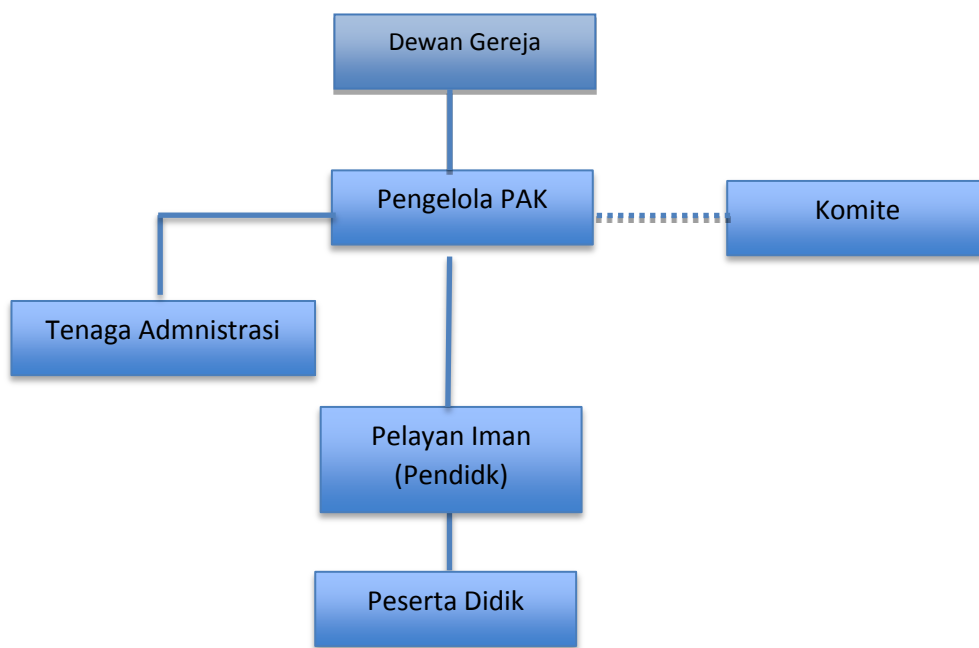 Dewan Gereja
Pengelola PAK
Komite
Tenaga Admnistrasi
Pelayan Iman
(Pendidk)
Peserta Didik